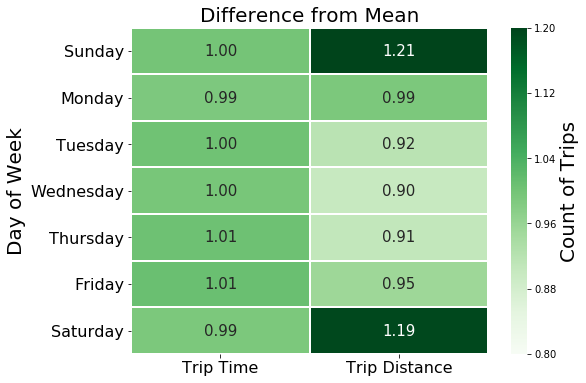 Difference from Mean
Day of Week
Sunday 1.00 1.21
Monday 0.99 0.99
Tuesday 1.00 0.92
Wednesday 1.00 0.90
Thursday 1.01 0.91
Friday 1.01 0.95
Saturday 0.99 1.19
Trip Time Trip Distance
1.20
1.12
1.04
0.96
0.88
0.80
Count of Trips